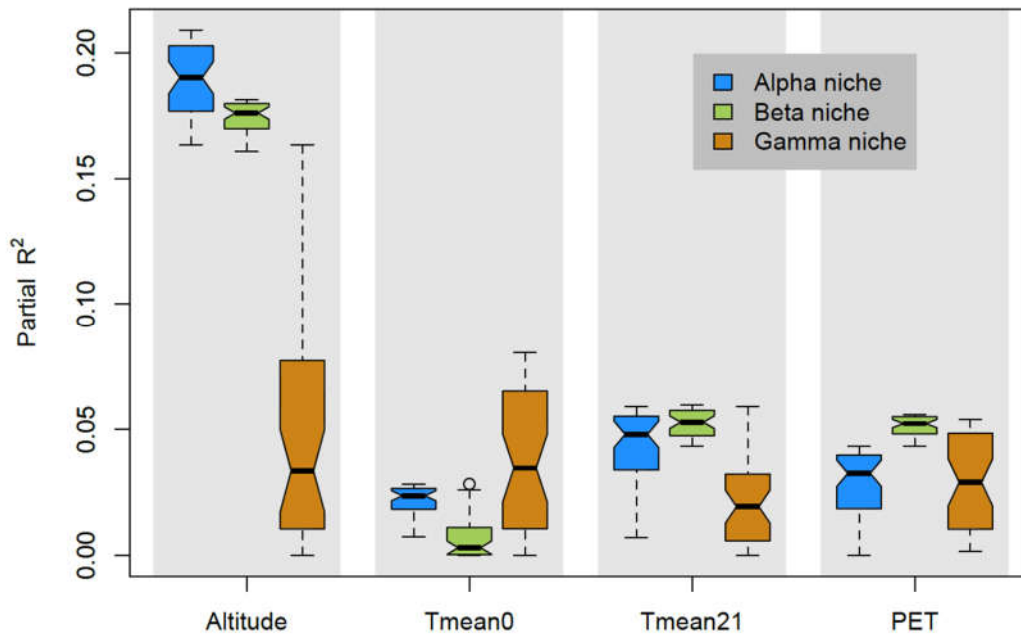 Partial R²
0.20
0.15
0.10
0.05
0.00
Alpha niche
Beta niche
Gamma niche
Altitude
Tmean0
Tmean21
PET